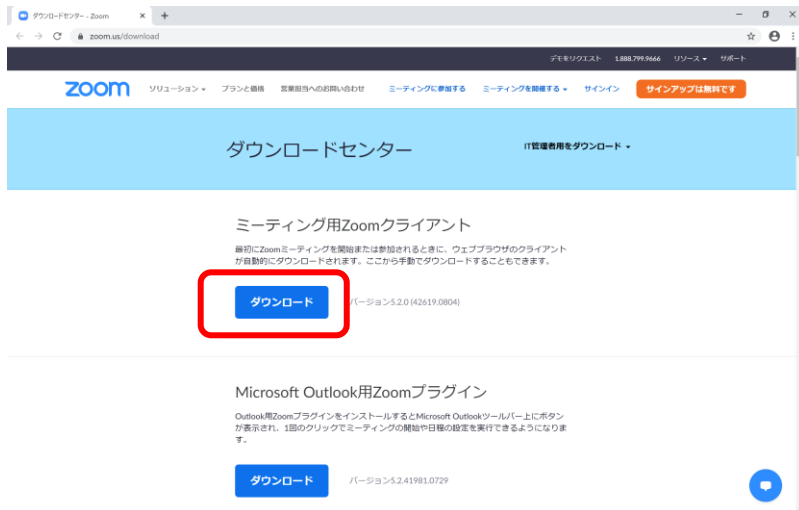 ダウンロードセンター - Zoom
zoom.us/download
デモをリクエスト 1.888.799.9666 リソース サポート
zoom ソリューション プランと価格 営業担当へのお問い合わせ ミーティングに参加する ミーティングを開催する サインイン サインアップは無料です
ダウンロードセンター IT管理者用をダウンロード
ミーティング用Zoomクライアント
最初にZoomミーティングを開始または参加されるときに、ウェブブラウザのクライアント
が自動的にダウンロードされます。ここから手動でダウンロードすることもできます。
ダウンロード バージョン5.2.0 (42619.0804)
Microsoft Outlook用Zoomプラグイン
Outlook用ZoomプラグインをインストールするとMicrosoft Outlookツールバー上にボタン
が表示され、1回のクリックでミーティングの開始や日程の設定を実行できるようになりま
す。
ダウンロード バージョン5.2.41981.0729